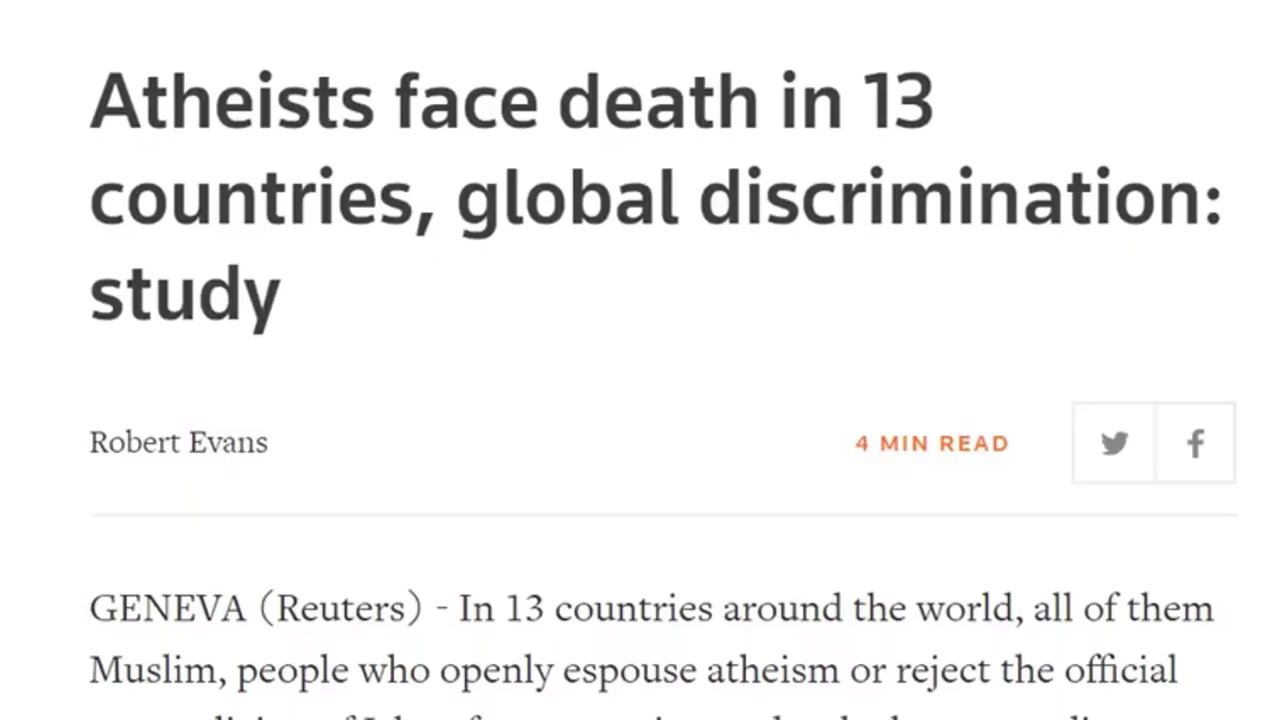 Atheists face death in 13
countries, global discrimination:
study
Robert Evans
4 MIN READ
GENEVA (Reuters) - In 13 countries around the world, all of them
Muslim, people who openly espouse atheism or reject the official